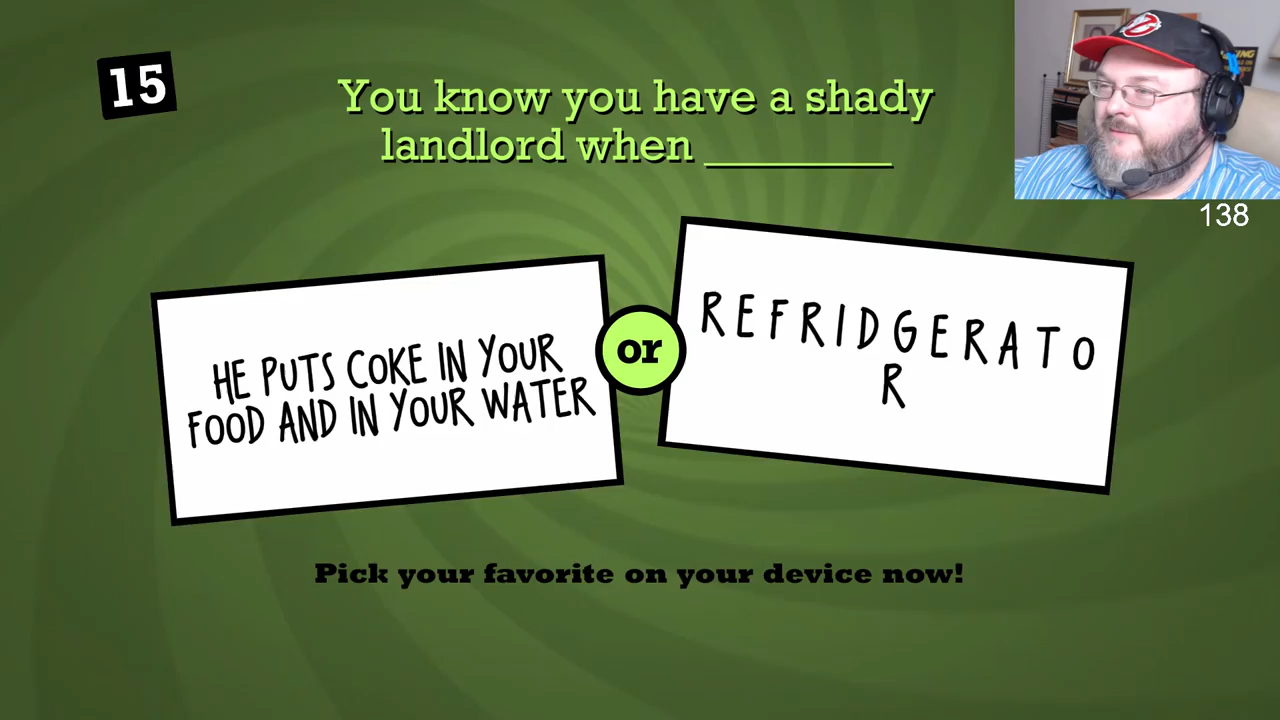 15
You know you have a shady
landlord when ________
138
HE PUTS COKE IN YOUR
FOOD AND IN YOUR WATER
or
R E F R I D G E R A T O
R
Pick your favorite on your device now!